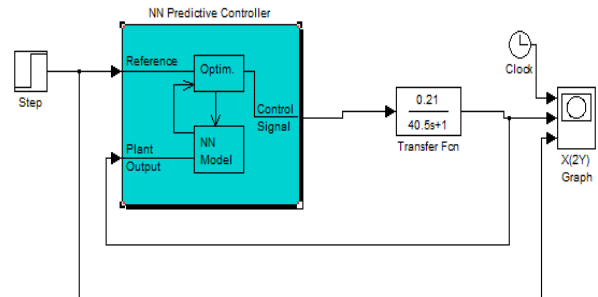 NN Predictive Controller
Reference
Optim.
Control
Signal
Plant
Output
NN
Model
Step
0.21
40.5s+1
Transfer Fcn
Clock
X(2Y)
Graph